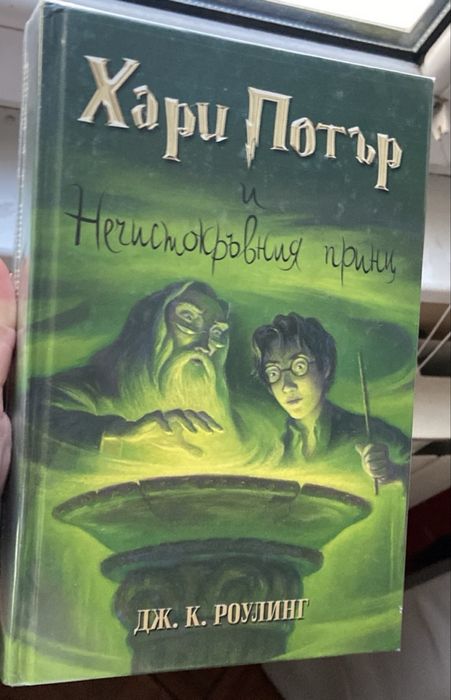 Хари Потър
и
Нечистокръвния принц
ДЖ. К. РОУЛИНГ